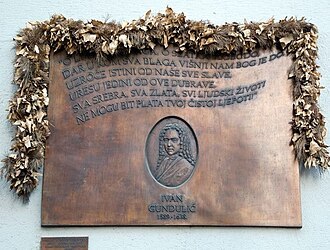 DAR U KOM SVA BLAGA VIŠNJI NAM BOG JE DO
UZROČE ISTINI OD NAŠE SVE SLAVE,
URESU JEDINI OD OVE DUBRAVE,
SVA SREBRA, SVA ZLATA, SVI LJUDSKI ŽIVOTI
NE MOGU BIT PLATA TVOJ ČISTOJ LJEPOTI!
IVAN
GUNDULIĆ
1589-1638